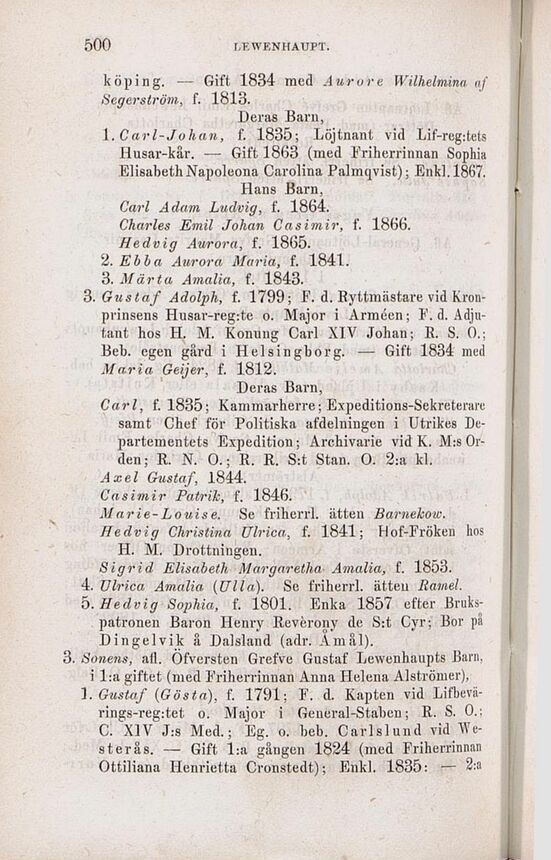 500
LEWENHAUPT.
köping. — Gift 1834 med Aurore Wilhelmina af
Segerström, f. 1813.
Deras Barn,
1. Carl-Johan, f. 1835; Löjtnant vid Lif-reg:tets
Husar-kår. — Gift 1863 (med Friherrinnan Sophia
Elisabeth Napoleona Carolina Palmqvist); Enkl. 1867.
Hans Barn,
Carl Adam Ludvig, f. 1864.
Charles Emil Johan Casimir, f. 1866.
Hedvig Aurora, f. 1865.
2. Ebba Aurora Maria, f. 1841.
3. Märta Amalia, f. 1843.
3. Gustaf Adolph, f. 1799; F. d. Ryttmästare vid Kron-
prinsens Husar-reg:te o. Major i Arméen; F. d. Adju-
tant hos H. M. Konung Carl XIV Johan; R. S. O.;
Beb. egen gård i Helsingborg. — Gift 1834 med
Maria Geijer, f. 1812.
Deras Barn,
Carl, f. 1835; Kammarherre; Expeditions-Sekreterare
samt Chef för Politiska afdelningen i Utrikes De-
partementets Expedition; Archivarie vid K. M:s Or-
den; R. N. O.; R. R. S:t Stan. O. 2:a kl.
Axel Gustaf, 1844.
Casimir Patrik, f. 1846.
Marie-Louise. Se friherrl. ätten Barnekow.
Hedvig Christina Ulrica, f. 1841; Hof-Fröken hos
H. M. Drottningen.
Sigrid Elisabeth Margaretha Amalia, f. 1853.
4. Ulrica Amalia (Ulla). Se friherrl. ätten Ramel.
5. Hedvig Sophia, f. 1801. Enka 1857 efter Bruks-
patronen Baron Henry Revèrony de S:t Cyr; Bor på
Dingelvik å Dalsland (adr. Åmål).
3. Sonens, afl. Öfversten Grefve Gustaf Lewenhaupts Barn,
i 1:a giftet (med Friherrinnan Anna Helena Alströmer),
1. Gustaf (Gösta), f. 1791; F. d. Kapten vid Lifbevä-
rings-reg:tet o. Major i General-Staben; R. S. O.;
C. XIV J:s Med.; Eg. o. beb. Carlslund vid We-
sterås. — Gift 1:a gången 1824 (med Friherrinnan
Ottiliana Henrietta Cronstedt); Enkl. 1835: — 2:a